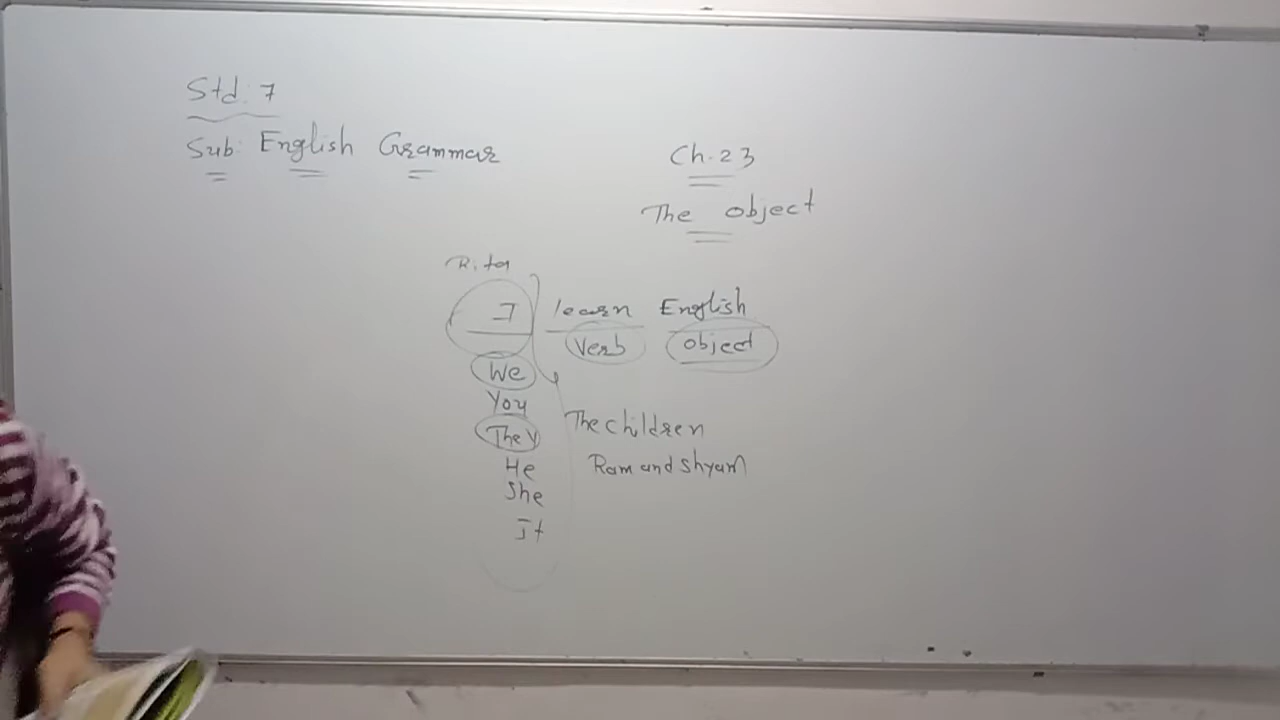 Std. 7
Sub: English Grammar
Ch. 23
The object
Rita
I learn English
Verb object
We
You
They The children
He Ram and Shyam
She
It